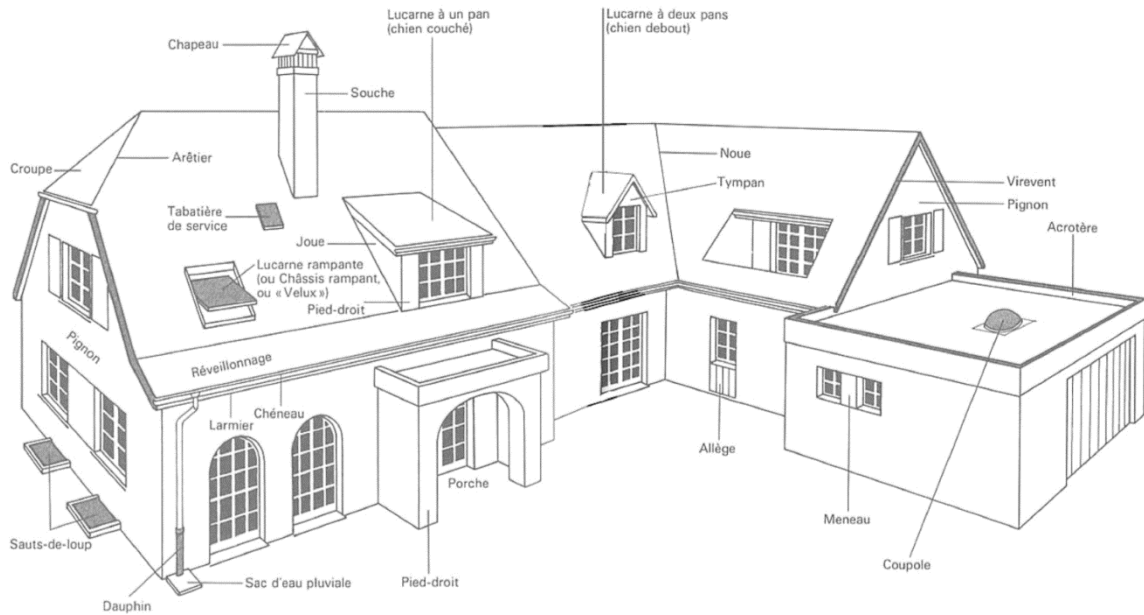 Lucarne à un pan
(chien couché)
Lucarne à deux pans
(chien debout)
Chapeau
Souche
Croupe
Arêtier
Noue
Tympan
Virevent
Pignon
Acrotère
Tabatière
de service
Joue
Lucarne rampante
(ou Châssis rampant,
ou « Velux »)
Pied-droit
Pignon
Réveillonnage
Chéneau
Larmier
Porche
Allège
Meneau
Coupole
Sauts-de-loup
Sac d'eau pluviale
Pied-droit
Dauphin